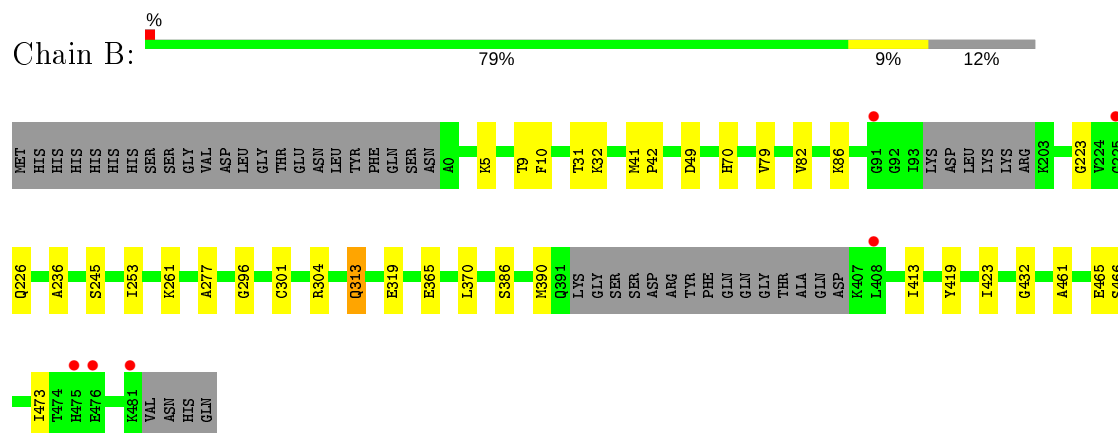 %
Chain B:
79% 9% 12%
MET HIS HIS HIS HIS HIS HIS SER SER GLY VAL ASP LEU GLY THR GLU ASN LEU TYR PHE GLN SER ASN A0 K5 T9 F10 T31 K32 M41 P42 D49 H70 V79 V82 K86 G91 G92 I93 LYS ASP LEU LYS LYS ARG K203 G223 V224
Q226 A236 S245 I253 K261 A277 G296 C301 R304 Q313 E319 E365 L370 S386 M390 Q391 LYS GLY SER SER ASP ARG TYR PHE GLN GLN GLY THR ALA GLN ASP K407 L408 I413 Y419 I423 G432 A461 E465 S466
I473 T474 H475 E476 K481 VAL ASN HIS GLN